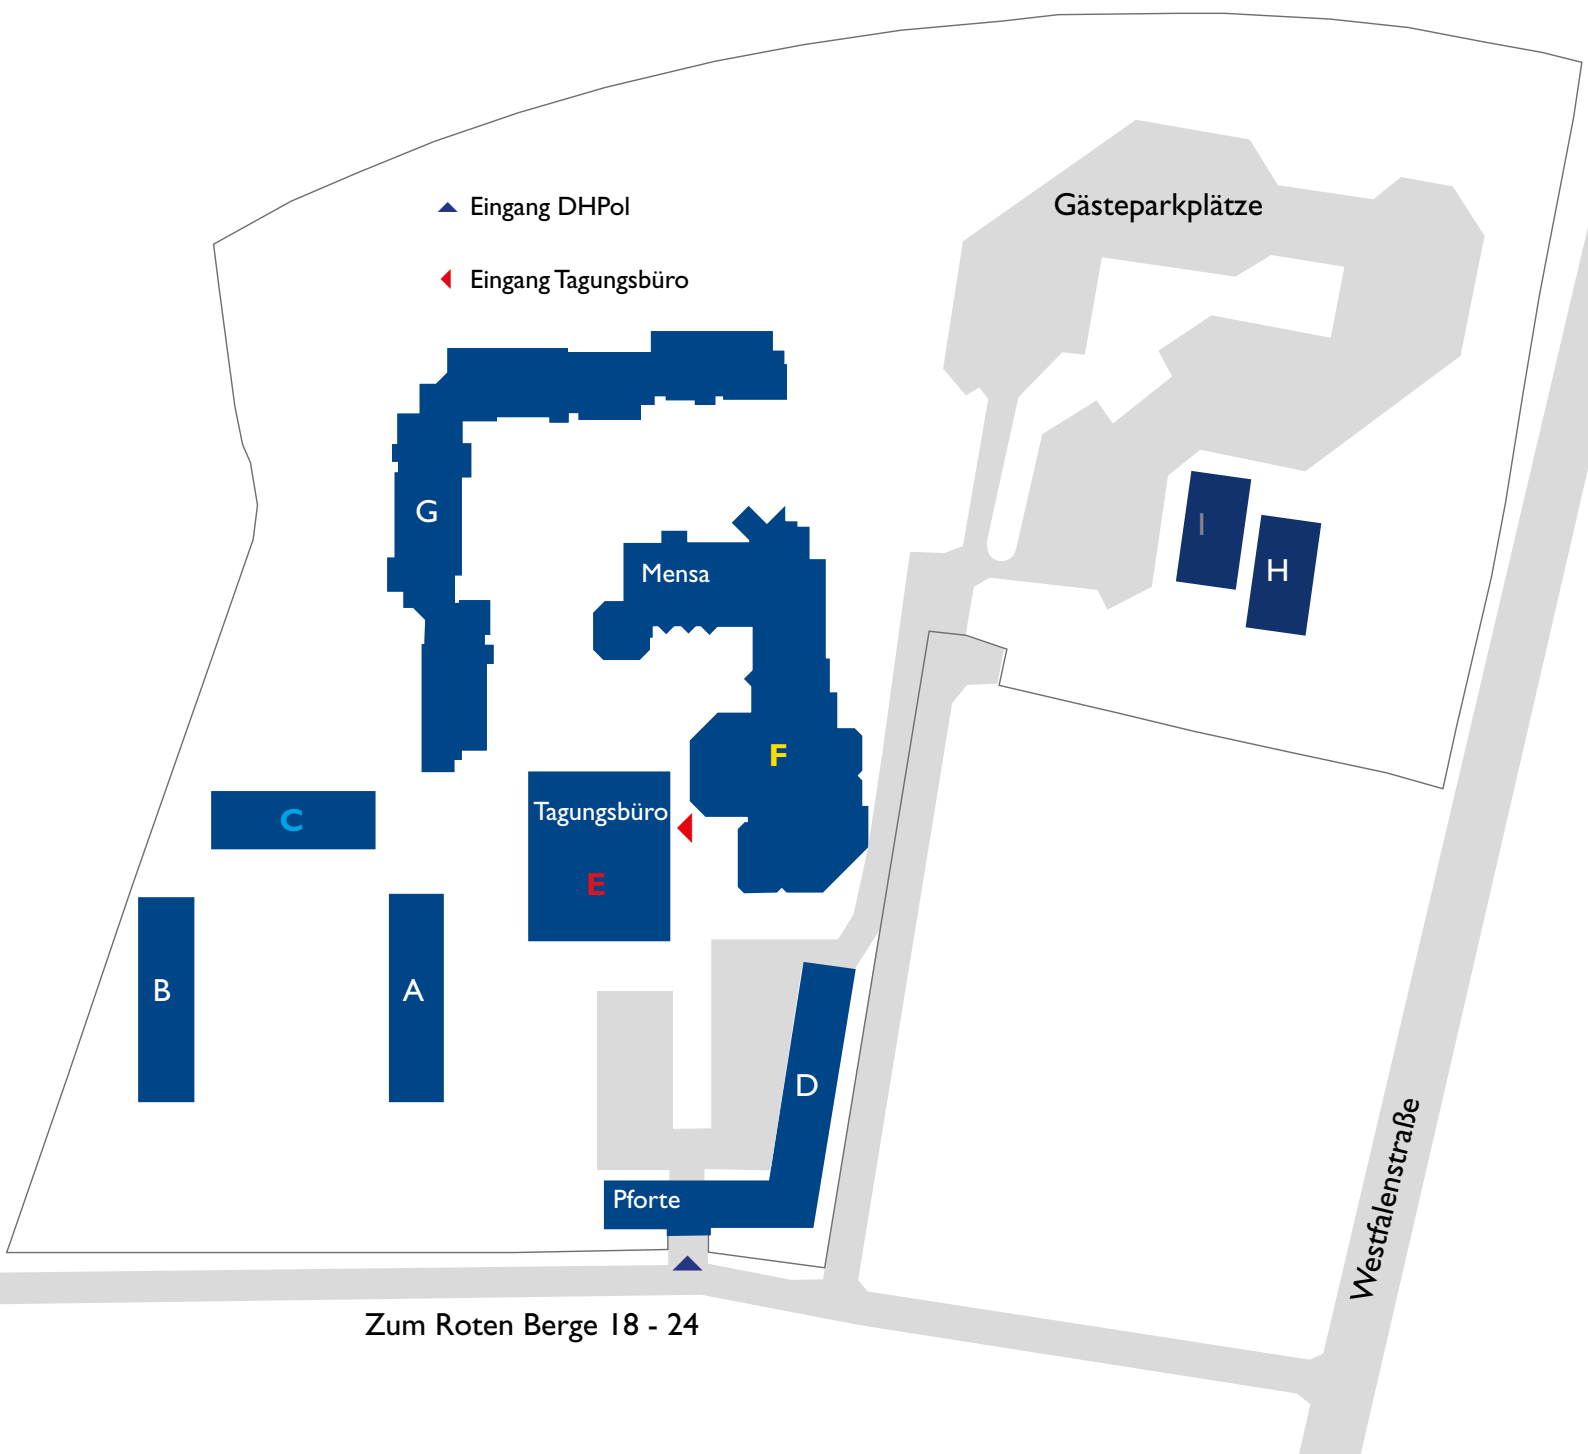 Gästeparkplätze
Eingang DHPol
Eingang Tagungsbüro
G
I
H
Mensa
F
Tagungsbüro
C
E
B
A
D
Pforte
Westfalenstraße
Zum Roten Berge 18 - 24